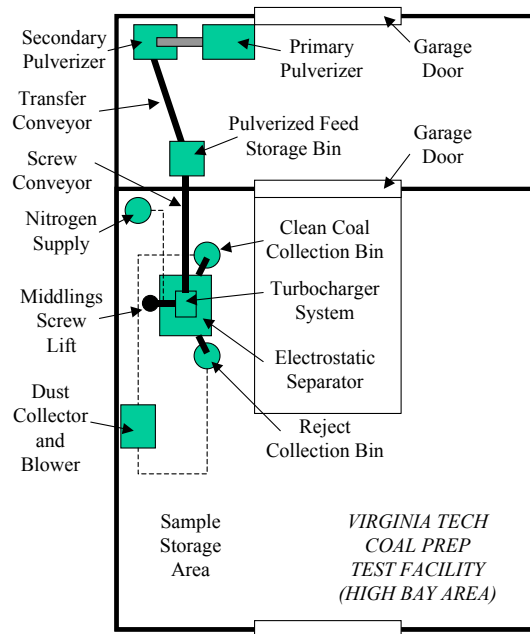 Secondary
Pulverizer
Primary
Pulverizer
Garage
Door
Transfer
Conveyor
Pulverized Feed
Storage Bin
Garage
Door
Screw
Conveyor
Nitrogen
Supply
Clean Coal
Collection Bin
Middlings
Screw
Lift
Turbocharger
System
Electrostatic
Separator
Dust
Collector
and
Blower
Reject
Collection Bin
Sample
Storage
Area
VIRGINIA TECH
COAL PREP
TEST FACILITY
(HIGH BAY AREA)